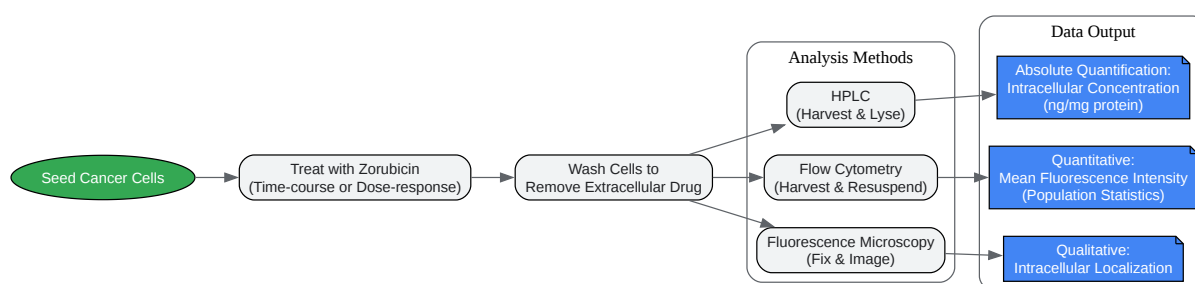 Seed Cancer Cells
Treat with Zorubicin
(Time-course or Dose-response)
Wash Cells to
Remove Extracellular Drug
Analysis Methods
HPLC
(Harvest & Lyse)
Flow Cytometry
(Harvest & Resuspend)
Fluorescence Microscopy
(Fix & Image)
Data Output
Absolute Quantification:
Intracellular Concentration
(ng/mg protein)
Quantitative:
Mean Fluorescence Intensity
(Population Statistics)
Qualitative:
Intracellular Localization